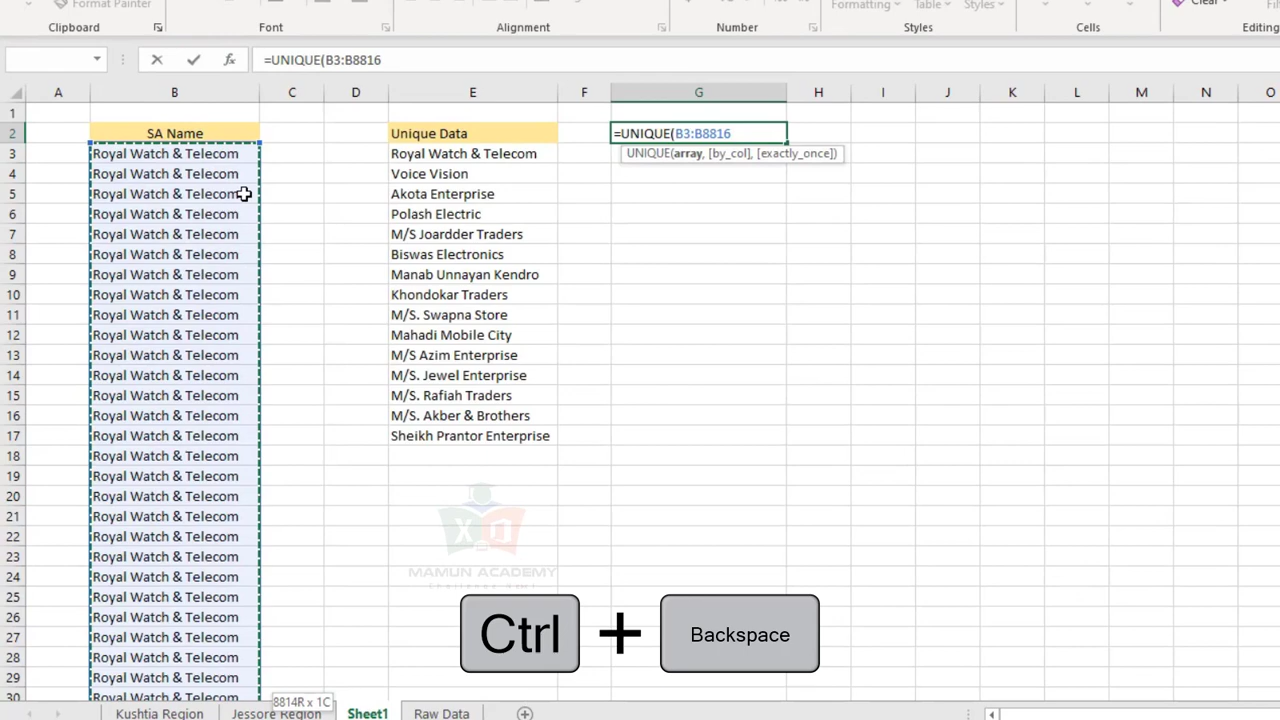 Format Painter
Formatting Table Styles
Clear
Clipboard Font Alignment Number Styles Cells Editing
=UNIQUE(B3:B8816
A B C D E F G H I J K L M N O
1
2 SA Name Unique Data =UNIQUE(B3:B8816
3 Royal Watch & Telecom Royal Watch & Telecom UNIQUE(array, [by_col], [exactly_once])
4 Royal Watch & Telecom Voice Vision
5 Royal Watch & Telecom Akota Enterprise
6 Royal Watch & Telecom Polash Electric
7 Royal Watch & Telecom M/S Joardder Traders
8 Royal Watch & Telecom Biswas Electronics
9 Royal Watch & Telecom Manab Unnayan Kendro
10 Royal Watch & Telecom Khondokar Traders
11 Royal Watch & Telecom M/S. Swapna Store
12 Royal Watch & Telecom Mahadi Mobile City
13 Royal Watch & Telecom M/S Azim Enterprise
14 Royal Watch & Telecom M/S. Jewel Enterprise
15 Royal Watch & Telecom M/S. Rafiah Traders
16 Royal Watch & Telecom M/S. Akber & Brothers
17 Royal Watch & Telecom Sheikh Prantor Enterprise
18 Royal Watch & Telecom
19 Royal Watch & Telecom
20 Royal Watch & Telecom
21 Royal Watch & Telecom
22 Royal Watch & Telecom
23 Royal Watch & Telecom
24 Royal Watch & Telecom
MAMUN ACADEMY
25 Royal Watch & Telecom
26 Royal Watch & Telecom
27 Royal Watch & Telecom
Ctrl + Backspace
28 Royal Watch & Telecom
29 Royal Watch & Telecom
30 Royal Watch & Telecom
8814R x 1C
Kushtia Region Jessore Region Sheet1 Raw Data